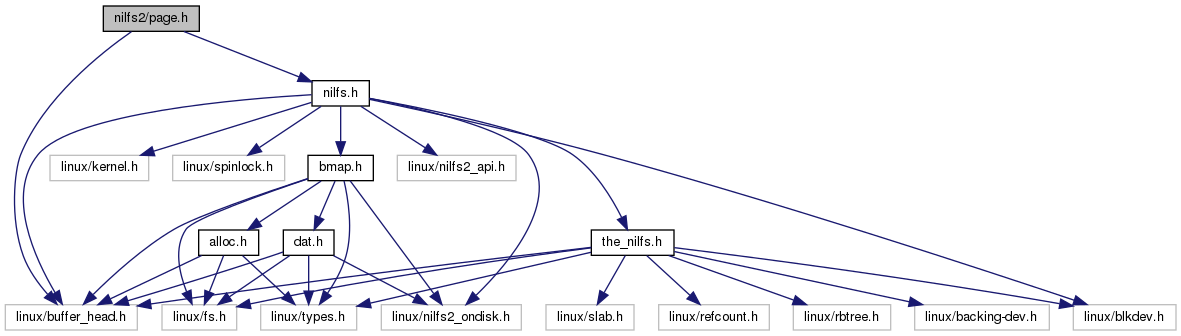 nilfs2/page.h
nilfs.h
linux/kernel.h
linux/spinlock.h
bmap.h
linux/nilfs2_api.h
alloc.h
dat.h
the_nilfs.h
linux/buffer_head.h
linux/fs.h
linux/types.h
linux/nilfs2_ondisk.h
linux/slab.h
linux/refcount.h
linux/rbtree.h
linux/backing-dev.h
linux/blkdev.h